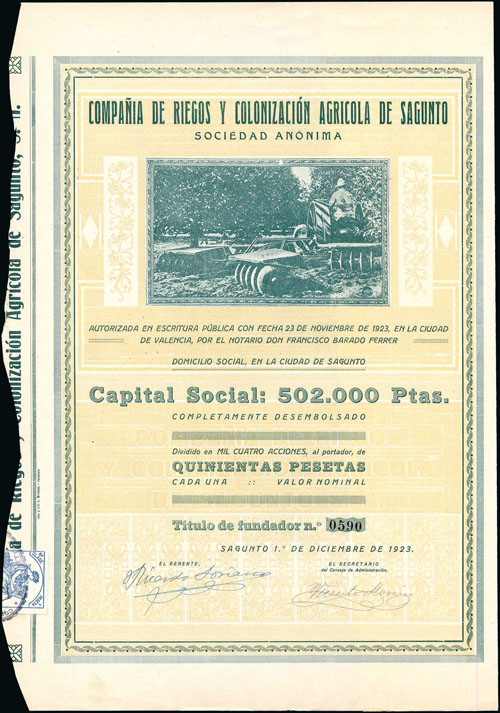 COMPAÑIA DE RIEGOS Y COLONIZACIÓN AGRICOLA DE SAGUNTO
SOCIEDAD ANÓNIMA
AUTORIZADA EN ESCRITURA PÚBLICA CON FECHA 23 DE NOVIEMBRE DE 1923, EN LA CIUDAD
DE VALENCIA, POR EL NOTARIO DON FRANCISCO BARADO FERRER
DOMICILIO SOCIAL, EN LA CIUDAD DE SAGUNTO
Capital Social: 502.000 Ptas.
COMPLETAMENTE DESEMBOLSADO
Dividido en MIL CUATRO ACCIONES, al portador, de
QUINIENTAS PESETAS
CADA UNA :: VALOR NOMINAL
Título de fundador n.º 0590
SAGUNTO 1.º DE DICIEMBRE DE 1923.
EL GERENTE,
EL SECRETARIO
del Consejo de Administración,
Ricardo Soriano
de Riegos y Colonización Agrícola de Sagunto, S. A.